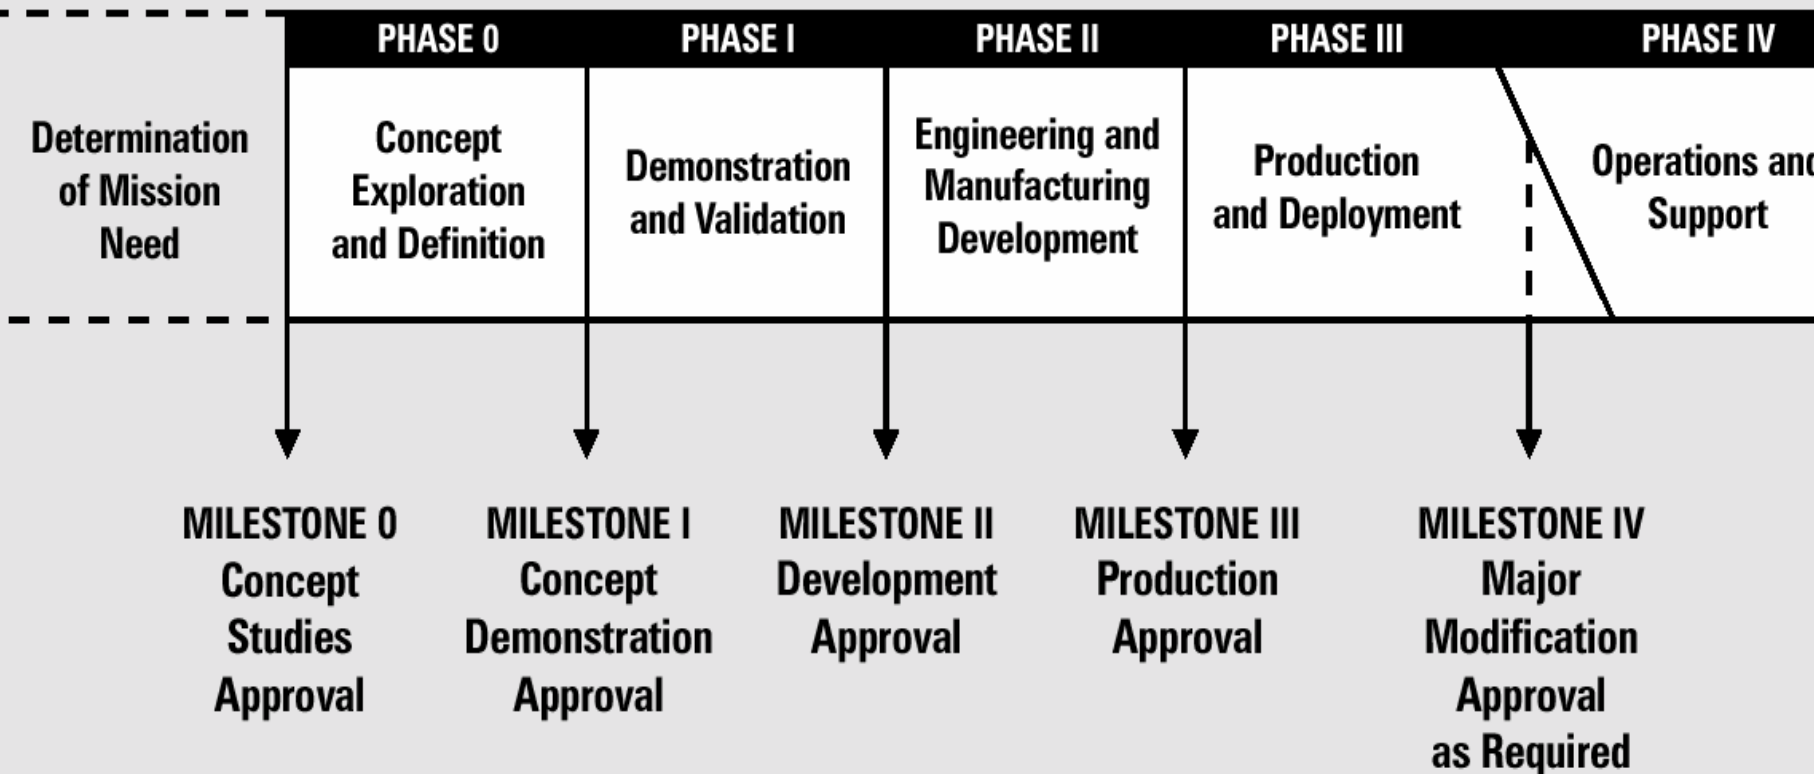 PHASE 0
PHASE I
PHASE II
PHASE III
PHASE IV
Determination
of Mission
Need
Concept
Exploration
and Definition
Demonstration
and Validation
Engineering and
Manufacturing
Development
Production
and Deployment
Operations and
Support
MILESTONE 0
Concept
Studies
Approval
MILESTONE I
Concept
Demonstration
Approval
MILESTONE II
Development
Approval
MILESTONE III
Production
Approval
MILESTONE IV
Major
Modification
Approval
as Required